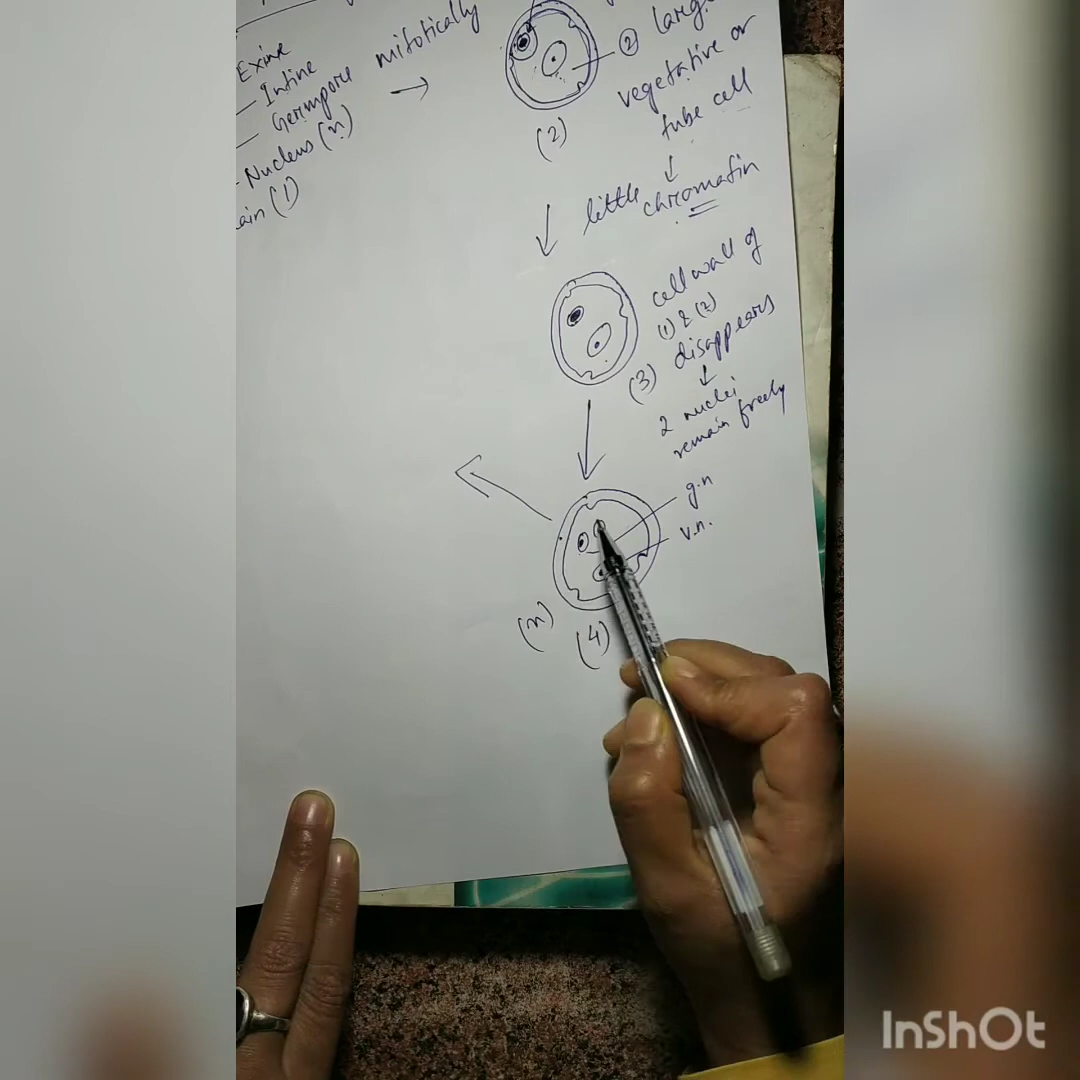 Exine
Intine
Germpore
Nucleus (n)
(1)
mitotically
(2)
②
vegetative or
tube cell
little chromatin
cell wall of
(1) & (2)
disappears
(3)
2 nuclei
remain freely
g.n
v.n.
(n)
(4)
InShOt